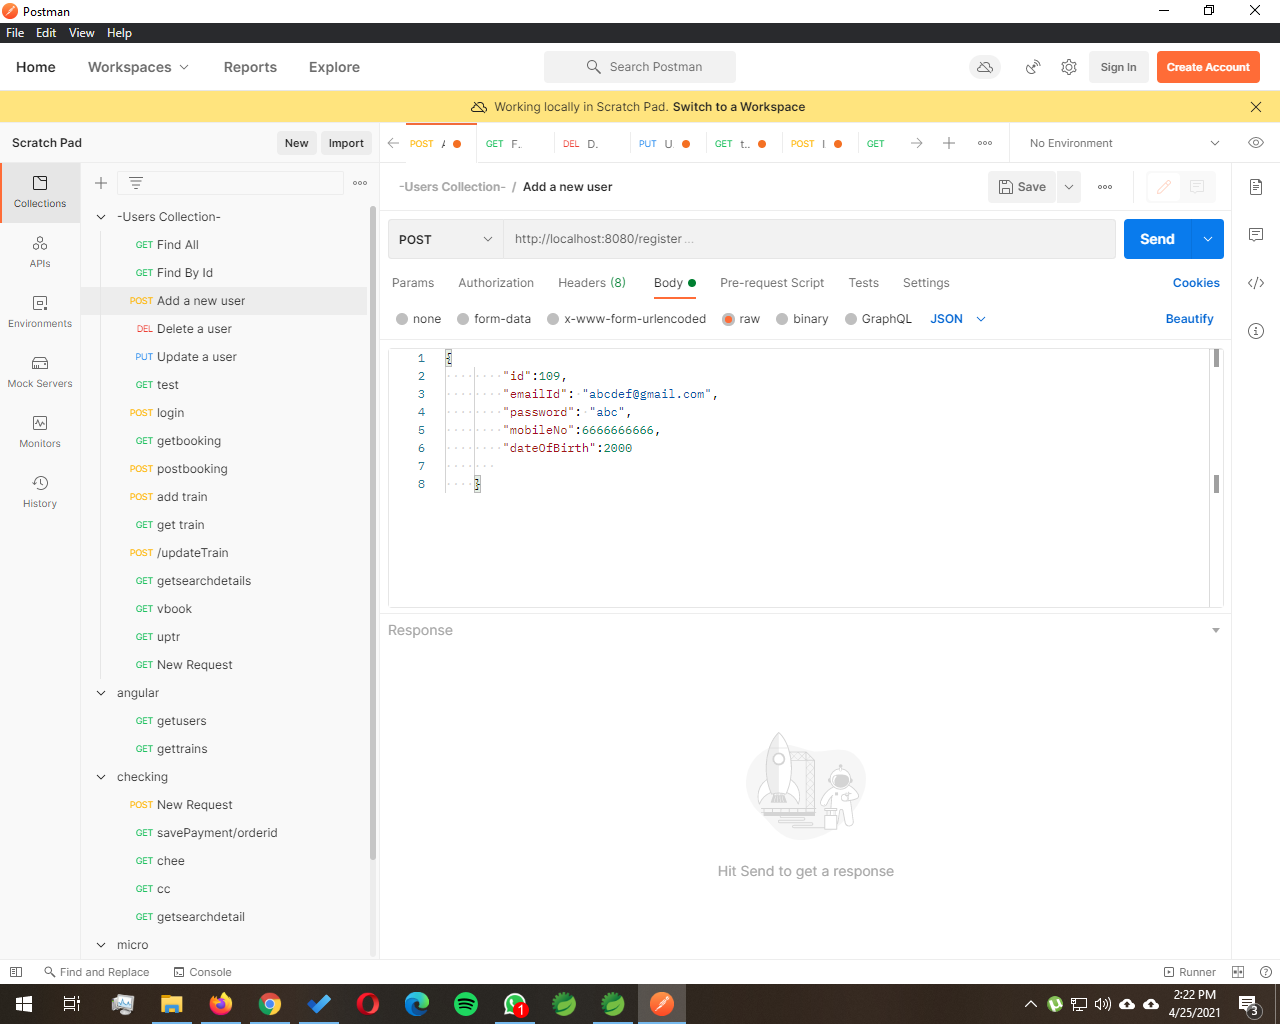 Postman
File Edit View Help
Home Workspaces Reports Explore Search Postman Sign In Create Account
Working locally in Scratch Pad. Switch to a Workspace
Scratch Pad New Import
POST GET F. DEL D. PUT U GET t.. POST GET No Environment
-Users Collection- / Add a new user Save
POST http://localhost:8080/register ... Send
Params Authorization Headers (8) Body Pre-request Script Tests Settings Cookies
none form-data x-www-form-urlencoded raw binary GraphQL JSON Beautify
1 {
2 "id":109,
3 "emailId": "abcdef@gmail.com",
4 "password": "abc",
5 "mobileNo":6666666666,
6 "dateOfBirth":2000
7
8 }
Response
Hit Send to get a response
Collections
APIs
Environments
Mock Servers
Monitors
History
-Users Collection-
GET Find All
GET Find By Id
POST Add a new user
DEL Delete a user
PUT Update a user
GET test
POST login
GET getbooking
POST postbooking
POST add train
GET get train
POST /updateTrain
GET getsearchdetails
GET vbook
GET uptr
GET New Request
angular
GET getusers
GET gettrains
checking
POST New Request
GET savePayment/orderid
GET chee
GET cc
GET getsearchdetail
micro
Find and Replace Console Runner
1
2:22 PM
4/25/2021
3